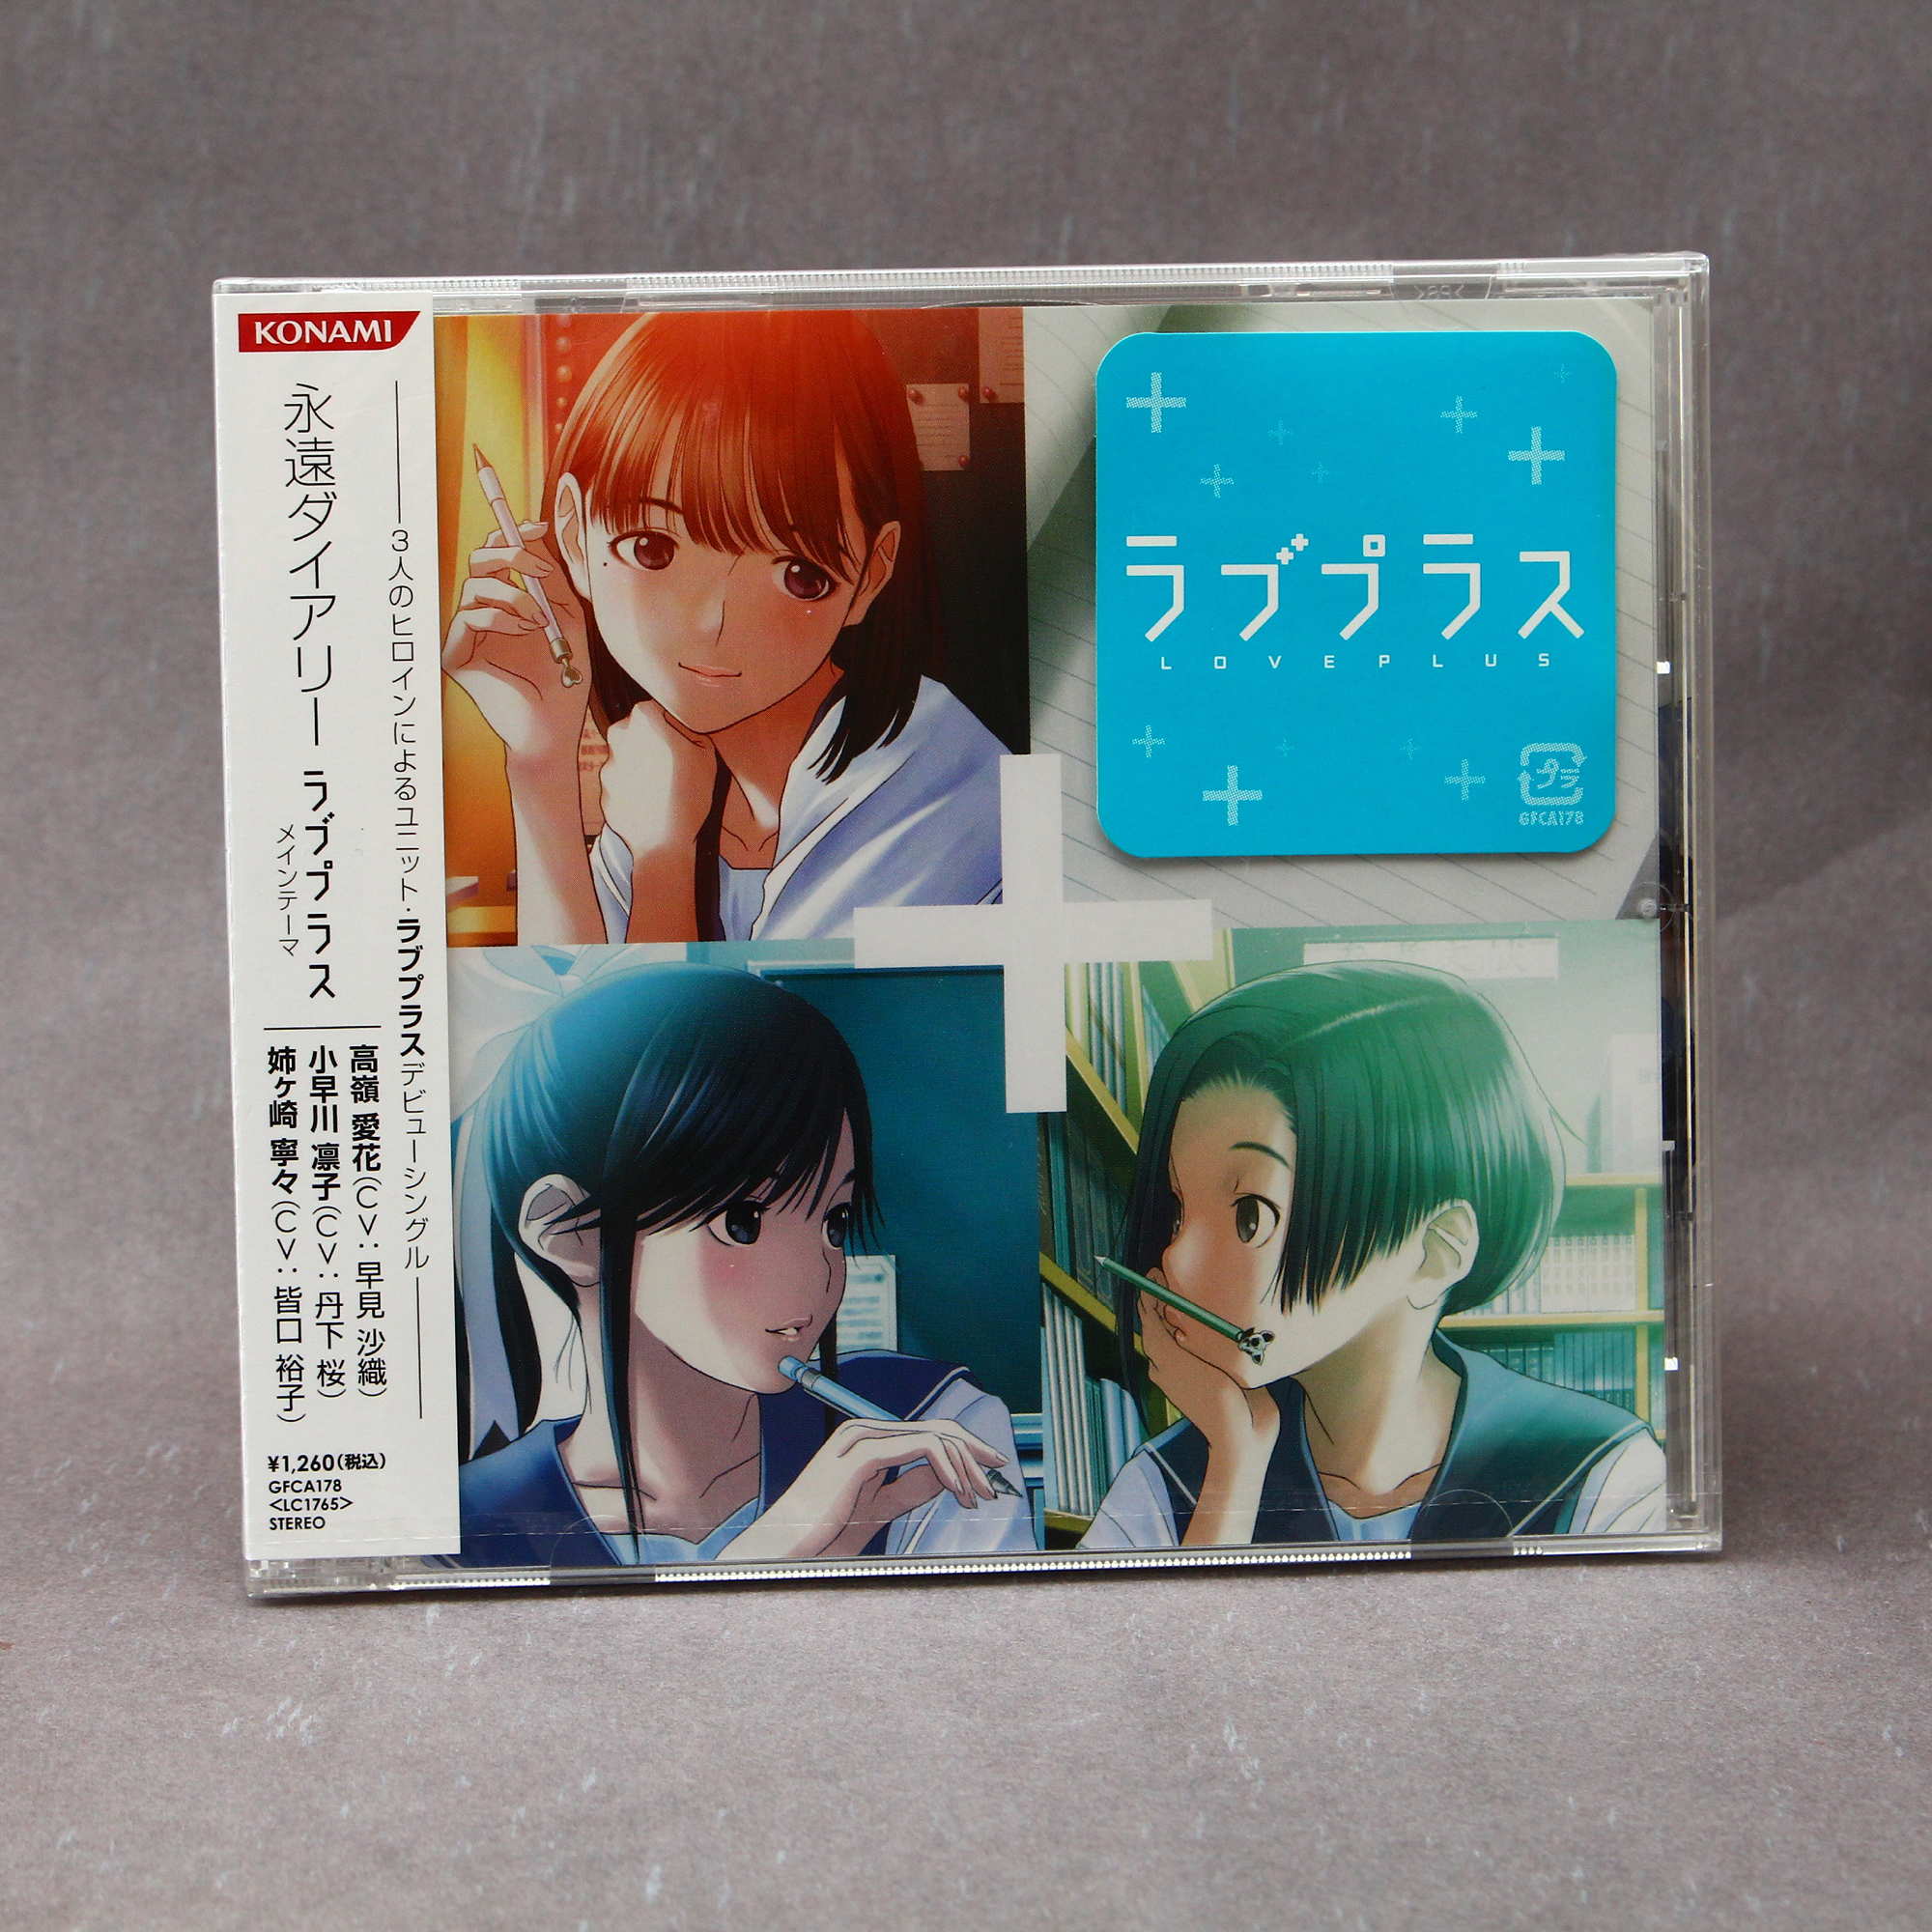 KONAMI
3人のヒロインによるユニット・ラブプラス デビューシングル
永遠ダイアリー ラブプラス
メインテーマ
高嶺 愛花(CV:早見 沙織)
小早川 凛子(CV:丹下 桜)
姉ヶ崎 寧々(CV:皆口 裕子)
¥1,260(税込)
GFCA178
<LC1765>
STEREO
ラブプラス
LOVEPLUS
プラ
GFCA178
>PS<